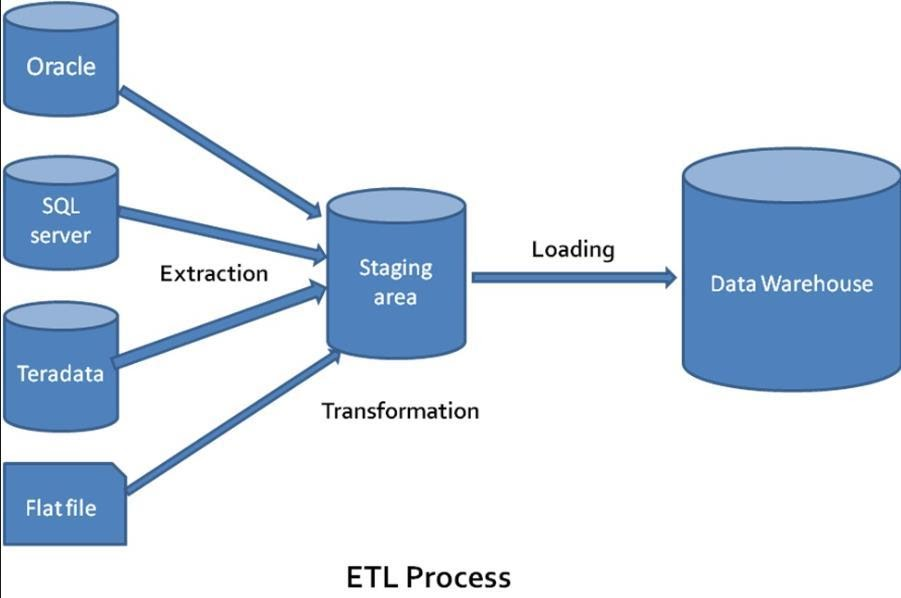 Oracle
SQL
server
Extraction
Teradata
Flat file
Staging
area
Transformation
Loading
Data Warehouse
ETL Process